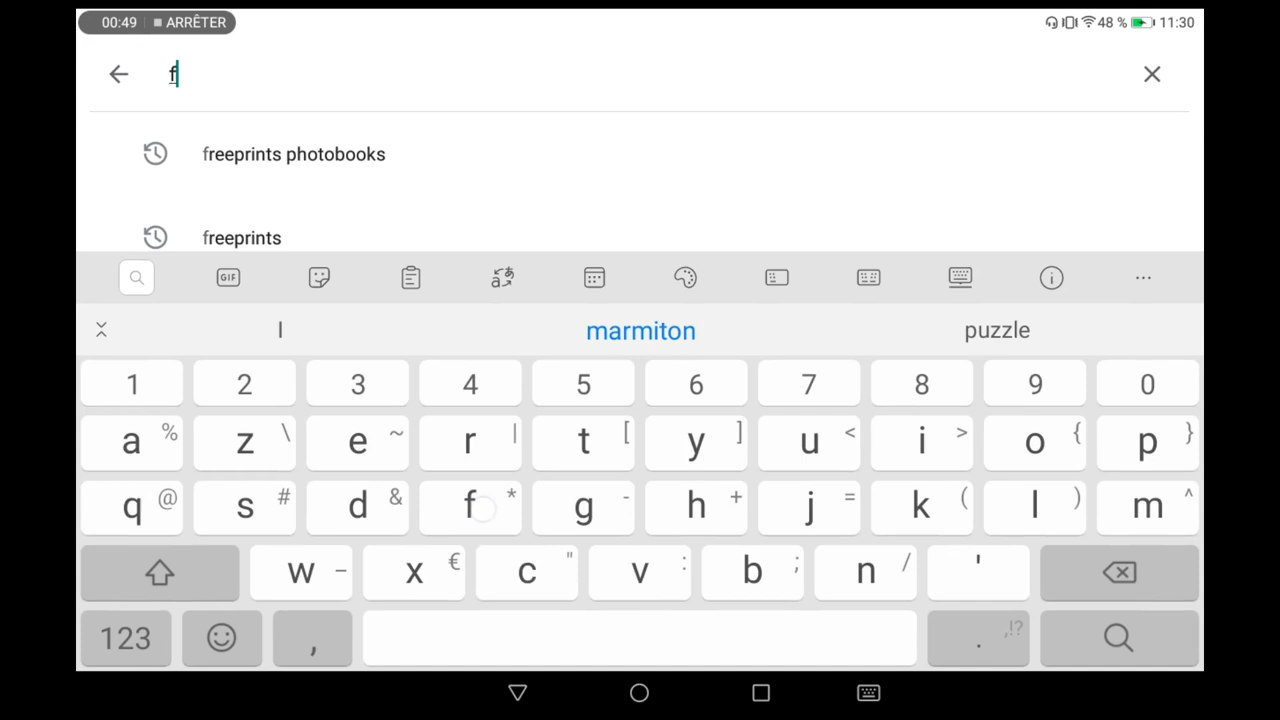 00:49 ARRÊTER 48 % 11:30
f
freeprints photobooks
freeprints
GIF
l marmiton puzzle
1 2 3 4 5 6 7 8 9 0
a % z \ e ~ r | t [ y ] u < i > o { p }
q @ s # d & f * g - h + j = k ( l ) m ^
w _ x € c " v : b ; n / '
123 , . ,!?